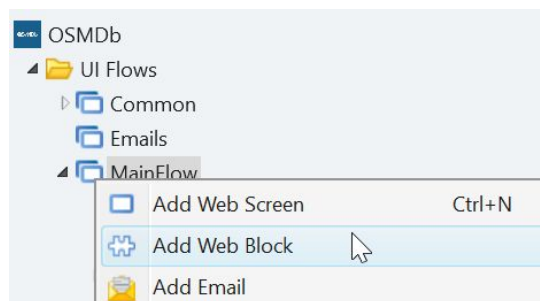 OSMDb
UI Flows
Common
Emails
MainFlow
Add Web Screen Ctrl+N
Add Web Block
Add Email